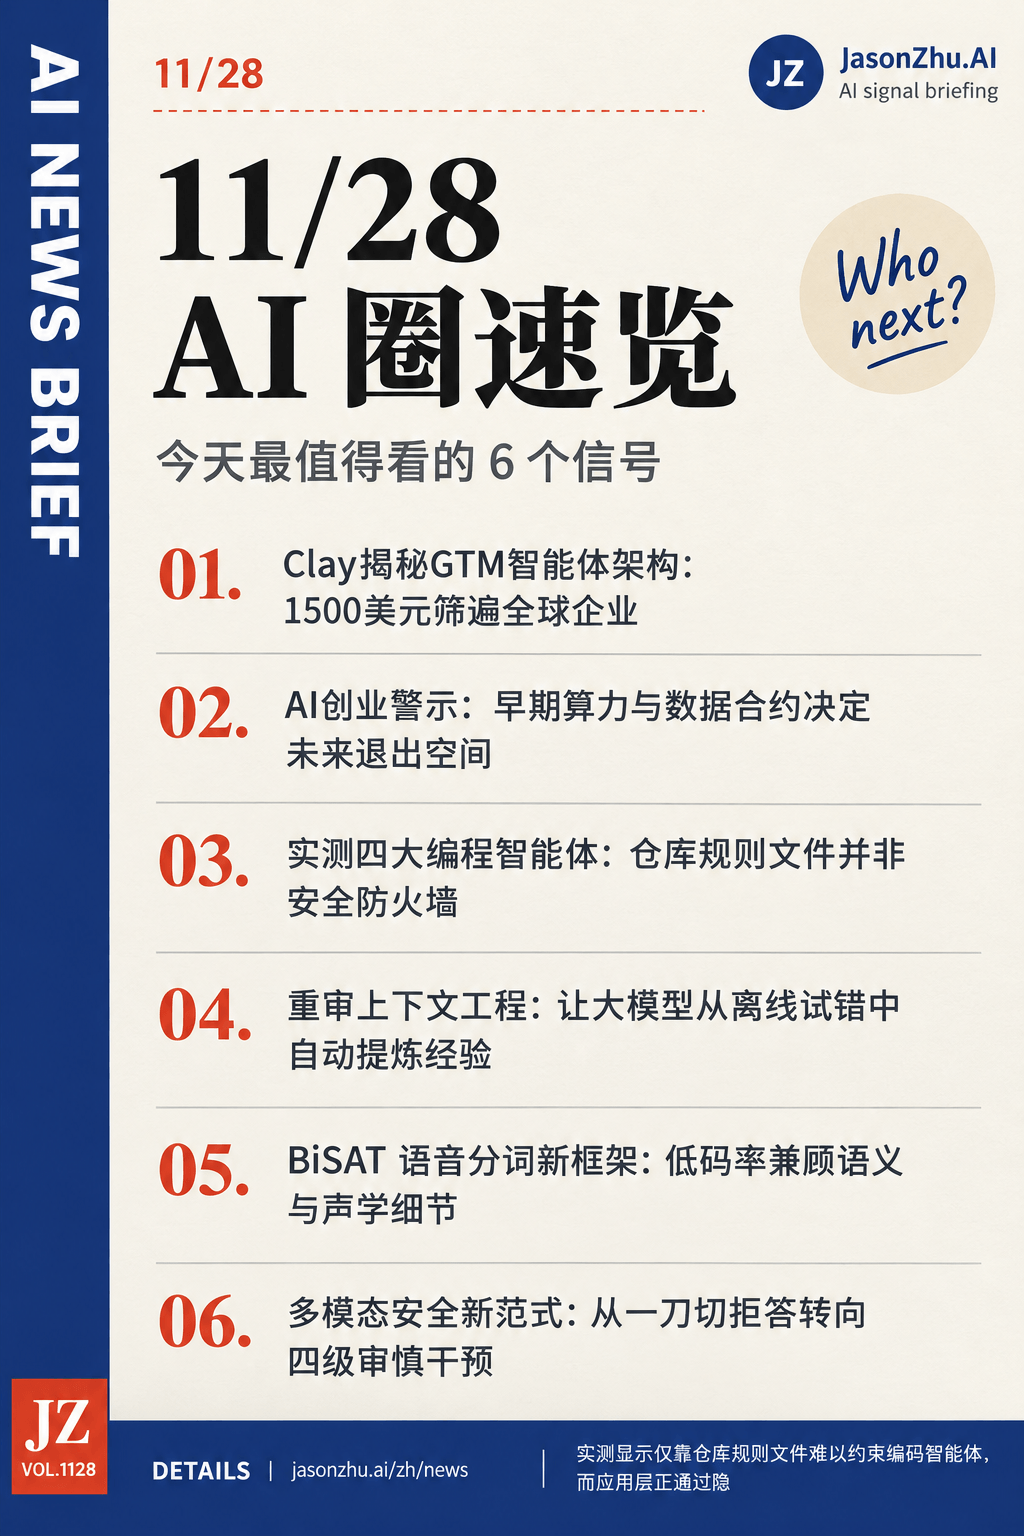 AI NEWS BRIEF
11/28
JZ
JasonZhu.AI
AI signal briefing
11/28
AI 圈速览
Who
next?
今天最值得看的 6 个信号
01.
Clay揭秘GTM智能体架构：
1500美元筛遍全球企业
02.
AI创业警示：早期算力与数据合约决定
未来退出空间
03.
实测四大编程智能体：仓库规则文件并非
安全防火墙
04.
重审上下文工程：让大模型从离线试错中
自动提炼经验
05.
BiSAT 语音分词新框架：低码率兼顾语义
与声学细节
06.
多模态安全新范式：从一刀切拒答转向
四级审慎干预
JZ
VOL.1128
DETAILS | jasonzhu.ai/zh/news
实测显示仅靠仓库规则文件难以约束编码智能体，
而应用层正通过隐